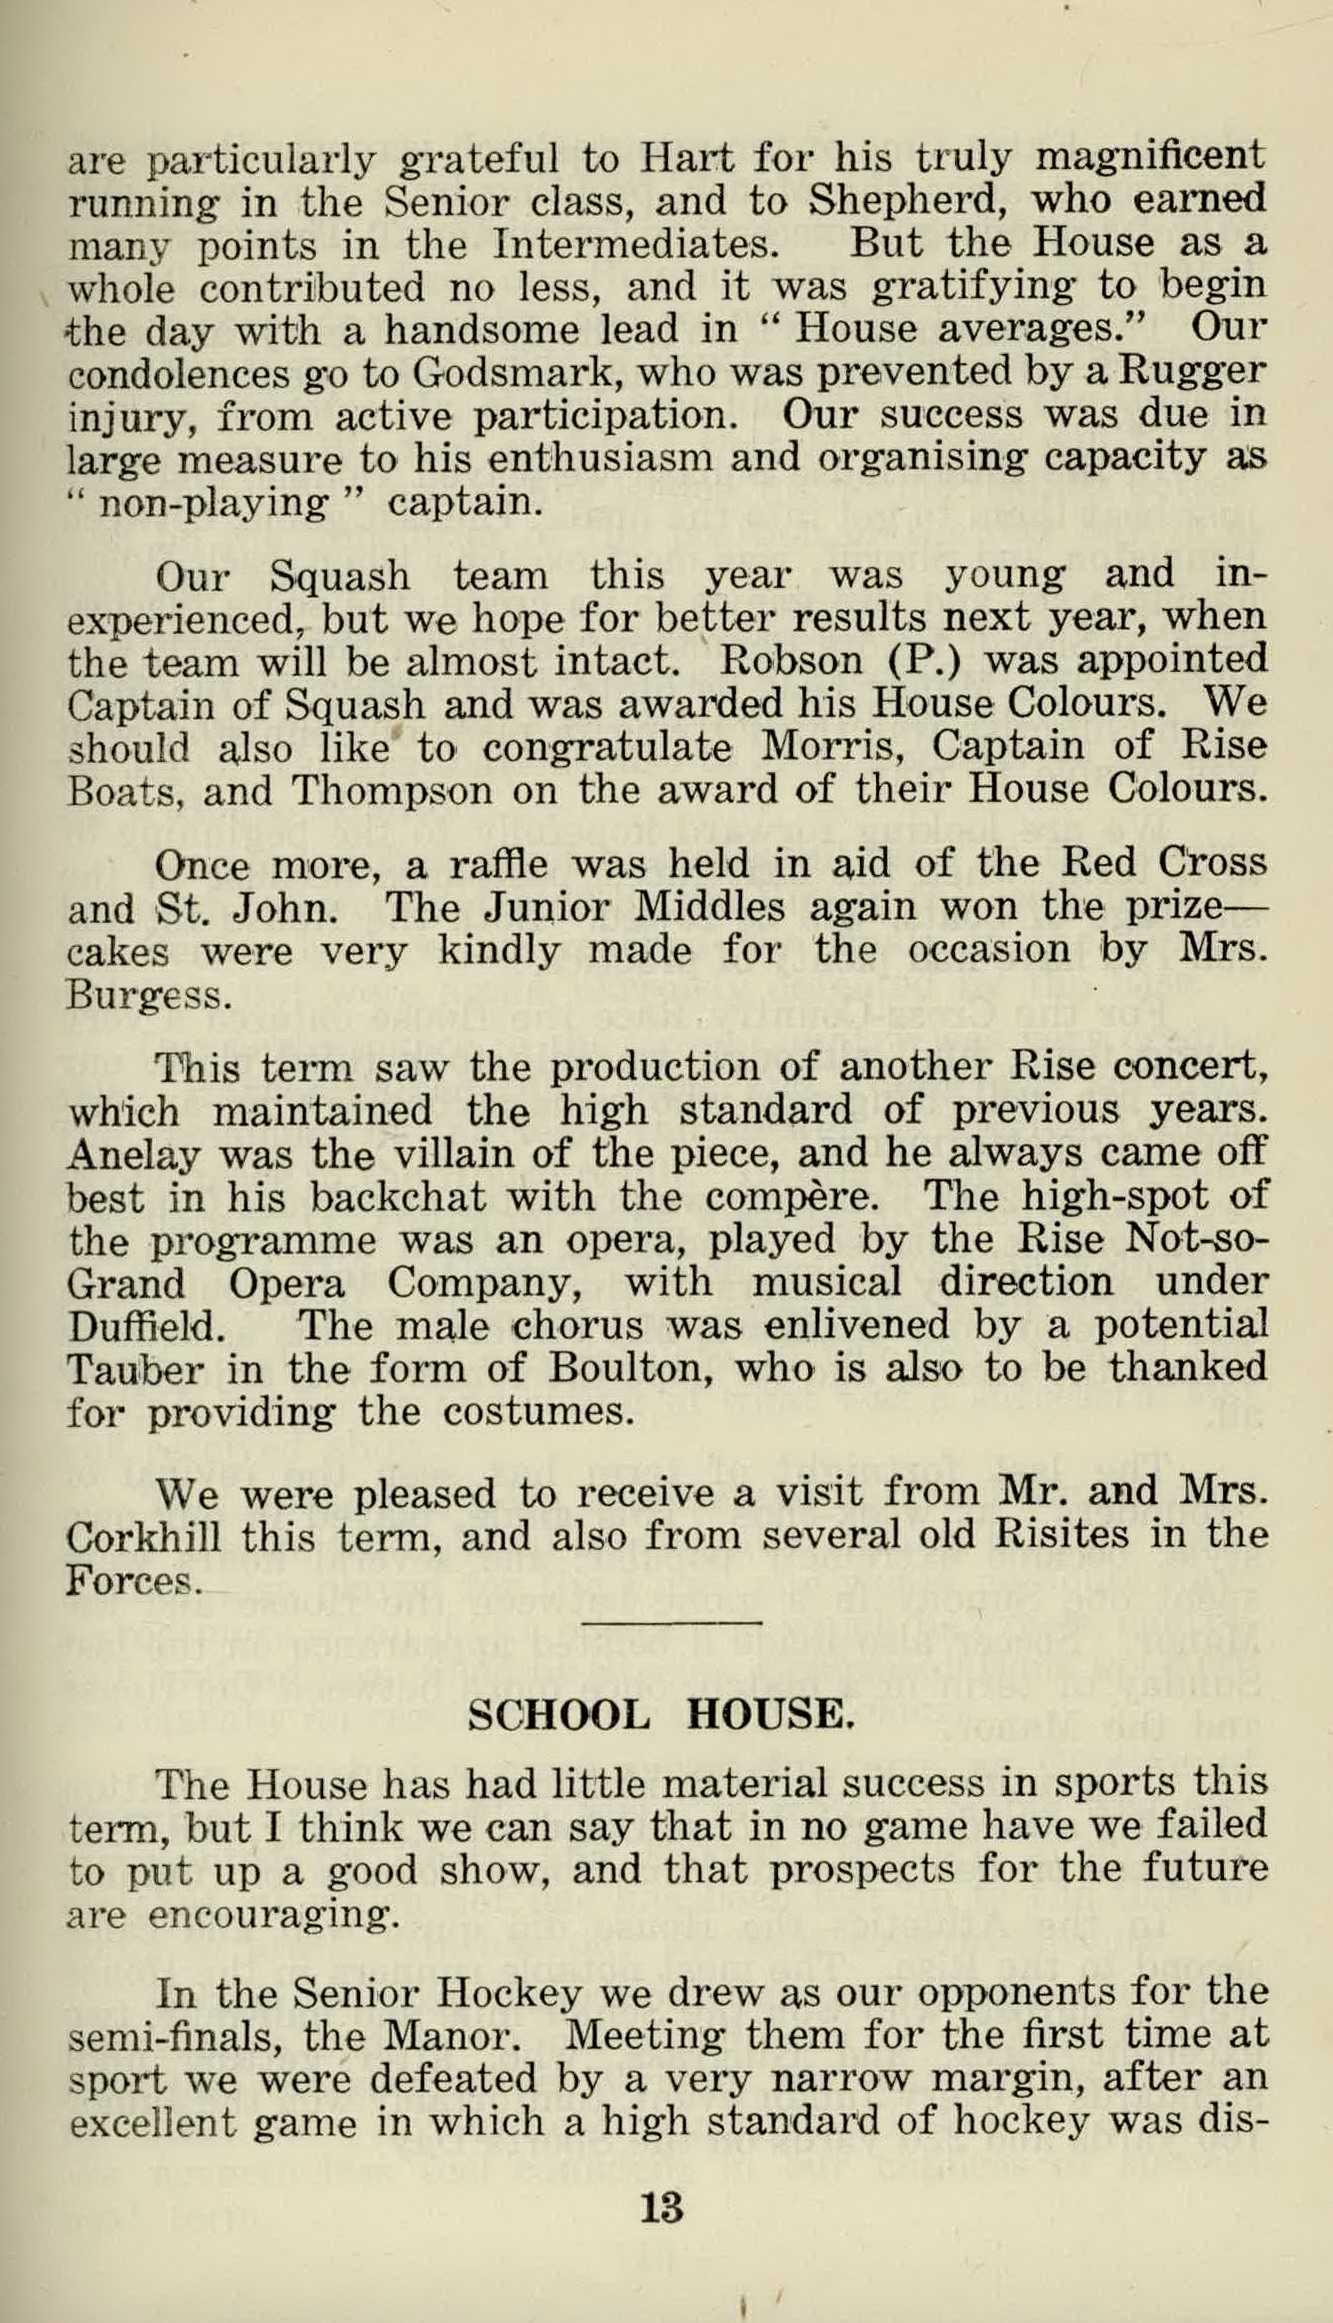 are particularly grateful to Hart for his truly magnificent
running in the Senior class, and to Shepherd, who earned
many points in the Intermediates. But the House as a
whole contributed no less, and it was gratifying to begin
the day with a handsome lead in " House averages." Our
condolences go to Godsmark, who was prevented by a Rugger
injury, from active participation. Our success was due in
large measure to his enthusiasm and organising capacity as
" non-playing " captain.
Our Squash team this year was young and in-
experienced, but we hope for better results next year, when
the team will be almost intact. Robson (P.) was appointed
Captain of Squash and was awarded his House Colours. We
should also like to congratulate Morris, Captain of Rise
Boats, and Thompson on the award of their House Colours.
Once more, a raffle was held in aid of the Red Cross
and St. John. The Junior Middles again won the prize—
cakes were very kindly made for the occasion by Mrs.
Burgess.
This term saw the production of another Rise concert,
which maintained the high standard of previous years.
Anelay was the villain of the piece, and he always came off
best in his backchat with the compère. The high-spot of
the programme was an opera, played by the Rise Not-so-
Grand Opera Company, with musical direction under
Duffield. The male chorus was enlivened by a potential
Tauber in the form of Boulton, who is also to be thanked
for providing the costumes.
We were pleased to receive a visit from Mr. and Mrs.
Corkhill this term, and also from several old Risites in the
Forces.
SCHOOL HOUSE.
The House has had little material success in sports this
term, but I think we can say that in no game have we failed
to put up a good show, and that prospects for the future
are encouraging.
In the Senior Hockey we drew as our opponents for the
semi-finals, the Manor. Meeting them for the first time at
sport we were defeated by a very narrow margin, after an
excellent game in which a high standard of hockey was dis-
13